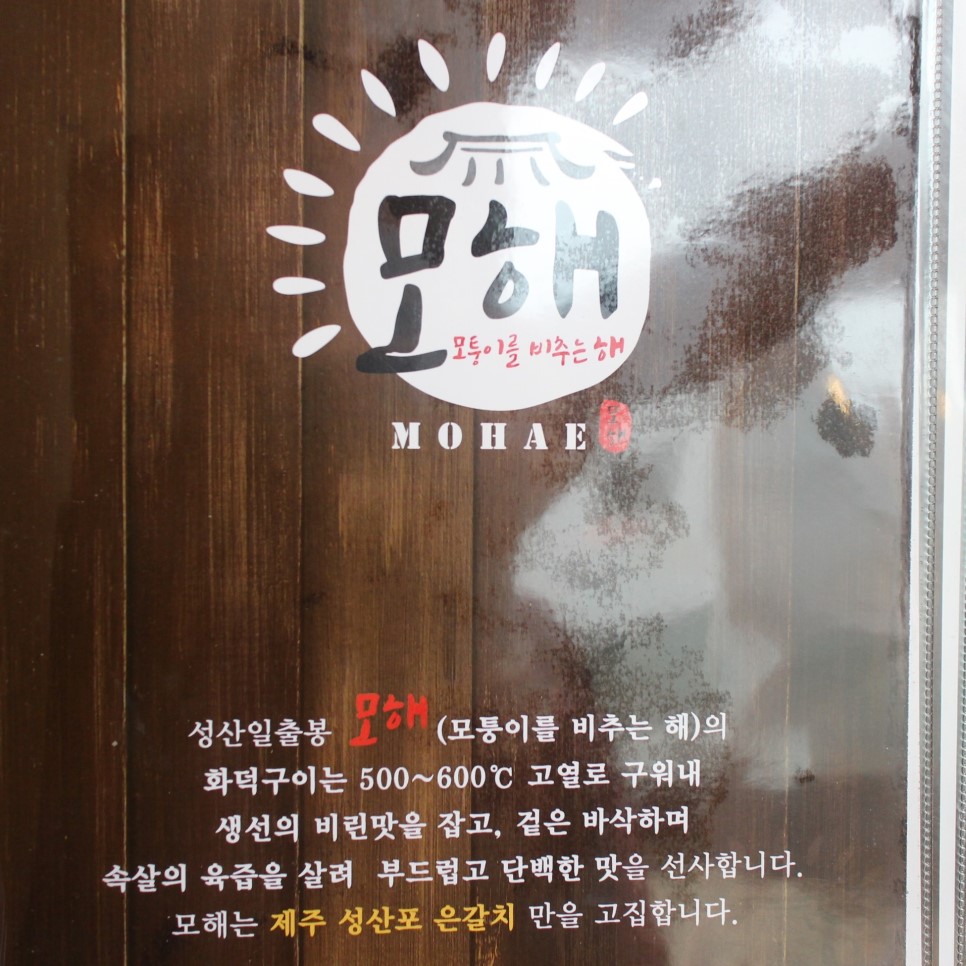 모해
모퉁이를 비추는 해
MOHAE
모해
성산일출봉 모해 (모퉁이를 비추는 해)의
화덕구이는 500~600℃ 고열로 구워내
생선의 비린맛을 잡고, 겉은 바삭하며
속살의 육즙을 살려 부드럽고 단백한 맛을 선사합니다.
모해는 제주 성산포 은갈치 만을 고집합니다.